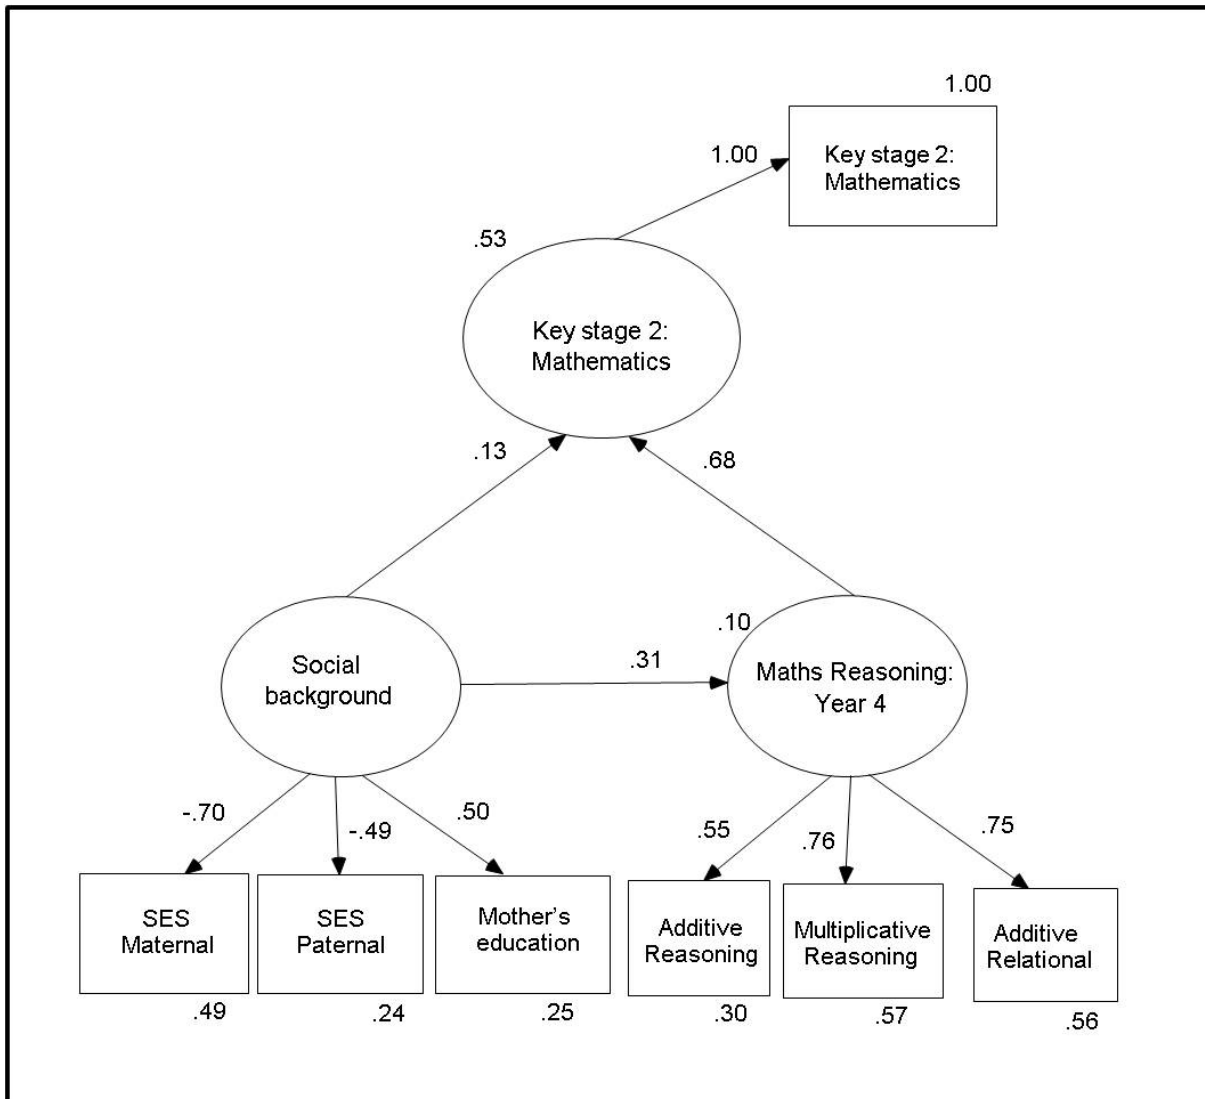 1.00
1.00
Key stage 2:
Mathematics
.53
Key stage 2:
Mathematics
.13
.68
.10
Social
background
.31
Maths Reasoning:
Year 4
-.70
-.49
.50
.55
.76
.75
SES
Maternal
SES
Paternal
Mother’s
education
Additive
Reasoning
Multiplicative
Reasoning
Additive
Relational
.49
.24
.25
.30
.57
.56